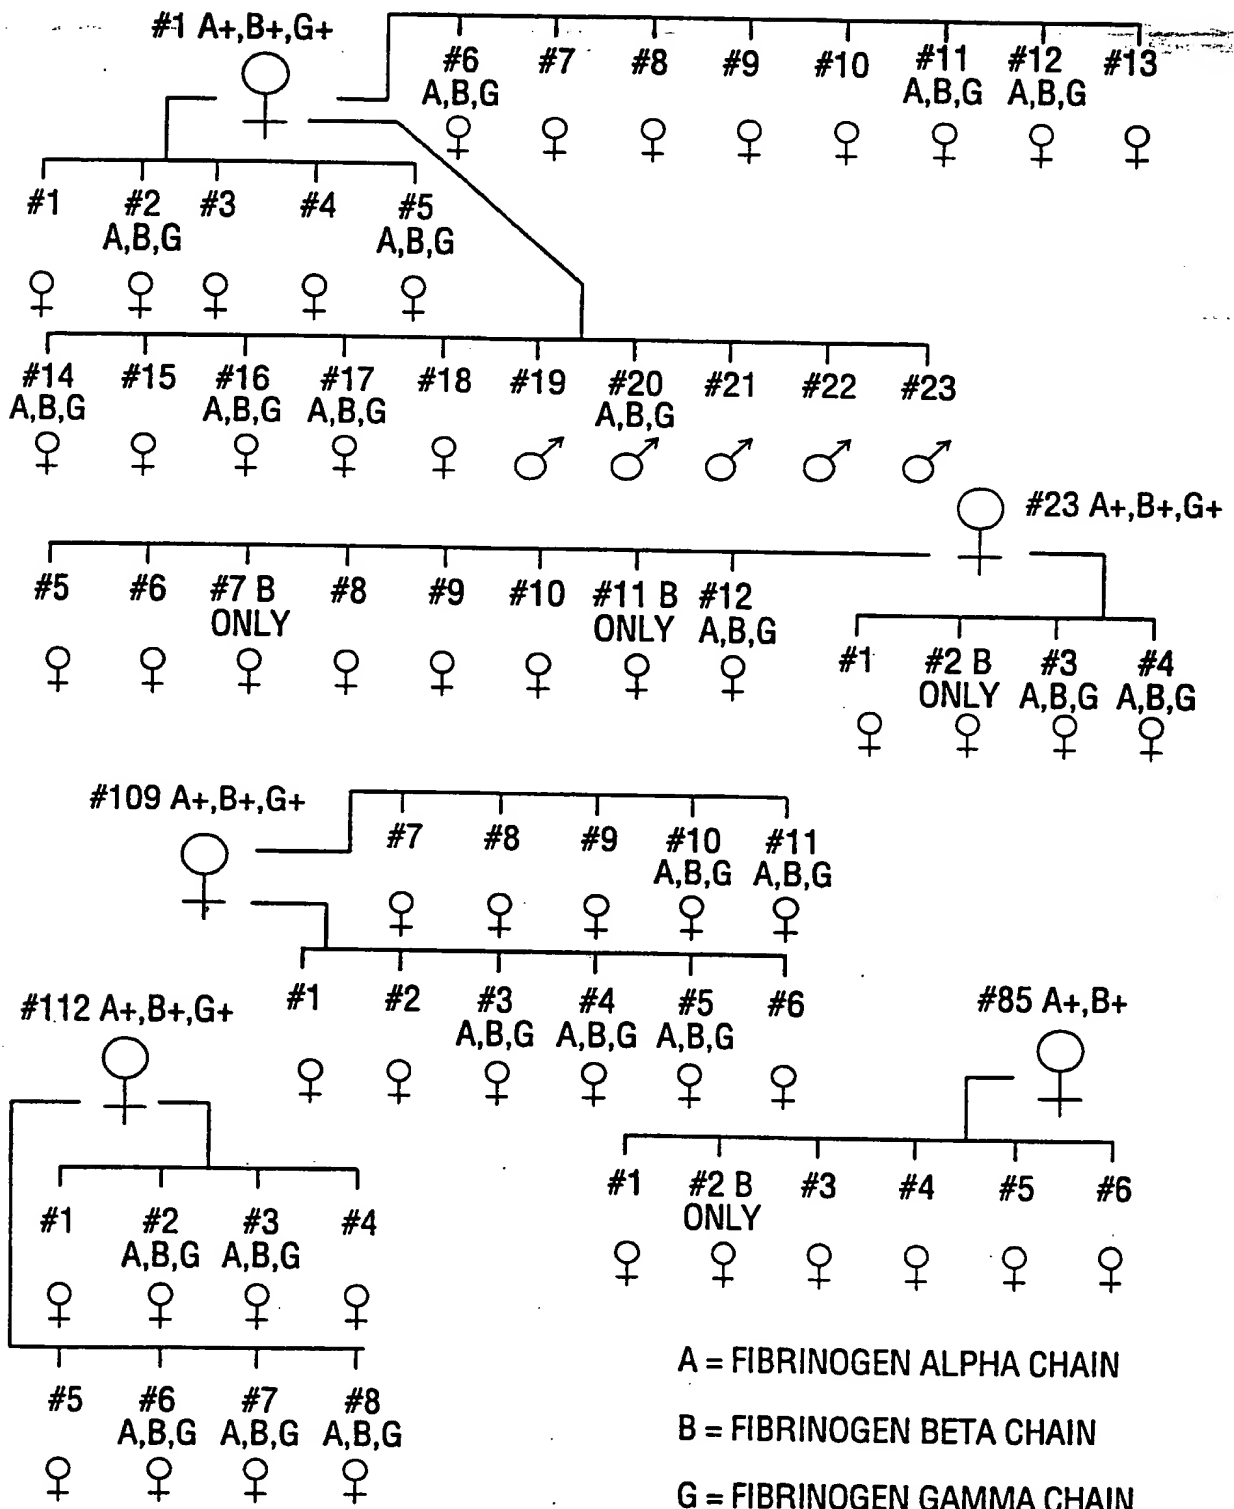 #1 A+,B+,G+
#6 #7 #8 #9 #10 #11 #12 #13
A,B,G A,B,G A,B,G
#1 #2 #3 #4 #5
A,B,G A,B,G
#14 #15 #16 #17 #18 #19 #20 #21 #22 #23
A,B,G A,B,G A,B,G A,B,G
#23 A+,B+,G+
#5 #6 #7 B #8 #9 #10 #11 B #12
ONLY ONLY A,B,G
#1 #2 B #3 #4
ONLY A,B,G A,B,G
#109 A+,B+,G+
#7 #8 #9 #10 #11
A,B,G A,B,G
#1 #2 #3 #4 #5 #6
A,B,G A,B,G A,B,G
#112 A+,B+,G+
#85 A+,B+
#1 #2 B #3 #4 #5 #6
ONLY
#1 #2 #3 #4
A,B,G A,B,G
#5 #6 #7 #8
A,B,G A,B,G A,B,G
A = FIBRINOGEN ALPHA CHAIN
B = FIBRINOGEN BETA CHAIN
G = FIBRINOGEN GAMMA CHAIN